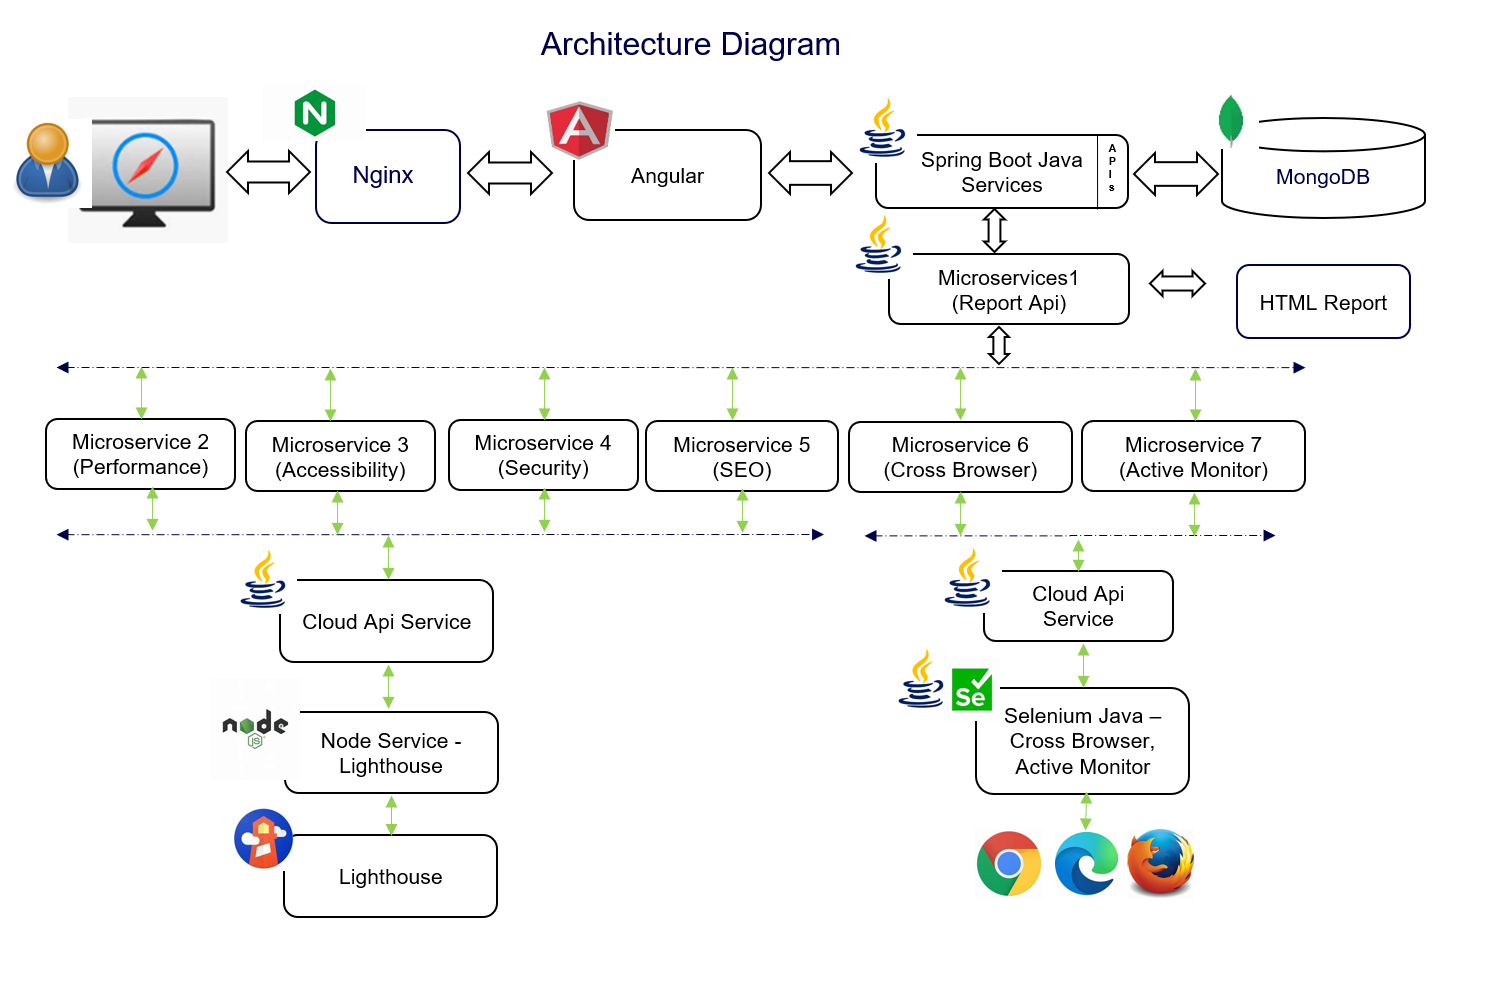 Architecture Diagram
N
Nginx
A
Angular
Spring Boot Java
Services
A
P
I
s
MongoDB
Microservices1
(Report Api)
HTML Report
Microservice 2
(Performance)
Microservice 3
(Accessibility)
Microservice 4
(Security)
Microservice 5
(SEO)
Microservice 6
(Cross Browser)
Microservice 7
(Active Monitor)
Cloud Api Service
Cloud Api
Service
node
JS
Node Service -
Lighthouse
Se
Selenium Java –
Cross Browser,
Active Monitor
Lighthouse